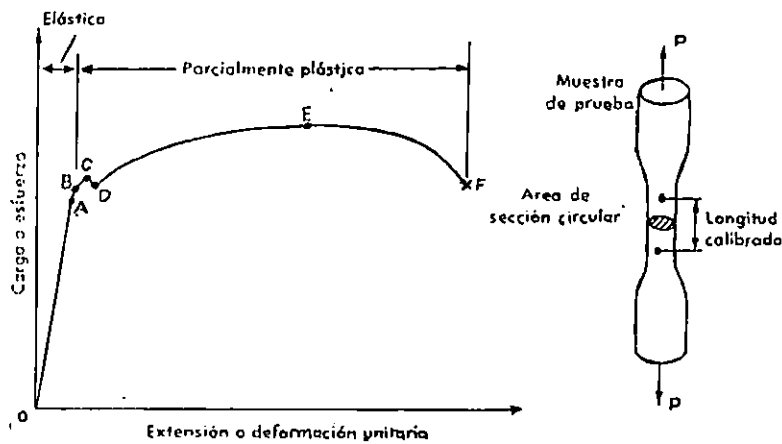 Elástica
Parcialmente plástica
E
C
B
D
A
F
Carga o esfuerzo
O
Extensión o deformación unitaria
P
Muestra
de prueba
Area de
sección circular
Longitud
calibrada
P